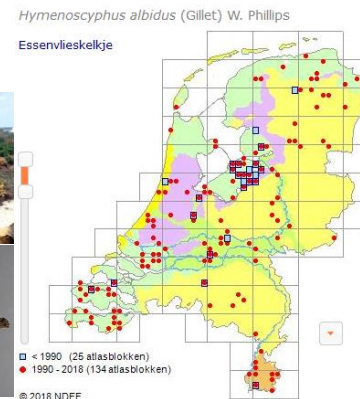 Hymenoscyphus albidus (Gillet) W. Phillips
Essenvlieskelkje
< 1990 (25 atlasblokken)
1990 - 2018 (134 atlasblokken)
© 2018 NDFF